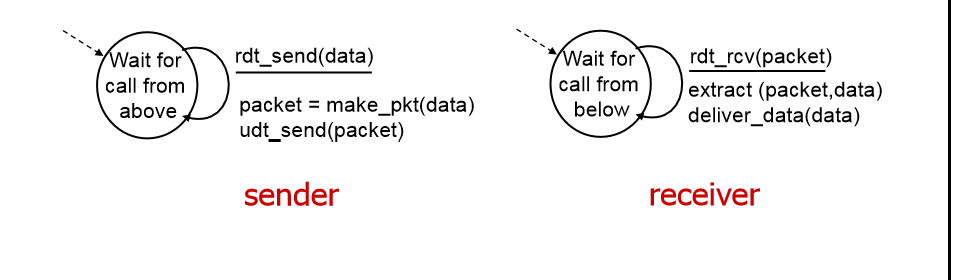 Wait for
call from
above
rdt_send(data)
packet = make_pkt(data)
udt_send(packet)
sender
Wait for
call from
below
rdt_rcv(packet)
extract (packet,data)
deliver_data(data)
receiver